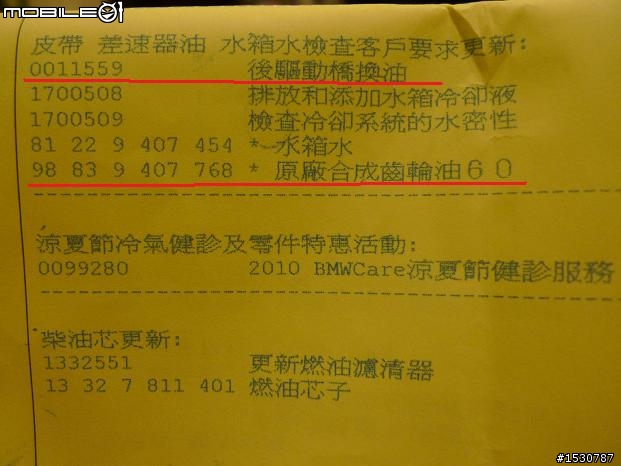 MOBILE01
皮帶 差速器油 水箱水檢查客戶要求更新:
0011559 後驅動橋換油
1700508 排放和添加水箱冷卻液
1700509 檢查冷卻系統的水密性
81 22 9 407 454 * 水箱水
98 83 9 407 768 * 原廠合成齒輪油60
涼夏節冷氣健診及零件特惠活動:
0099280 2010 BMWCare涼夏節健診服務
柴油芯更新:
1332551 更新燃油濾清器
13 32 7 811 401 燃油芯子
#1530787